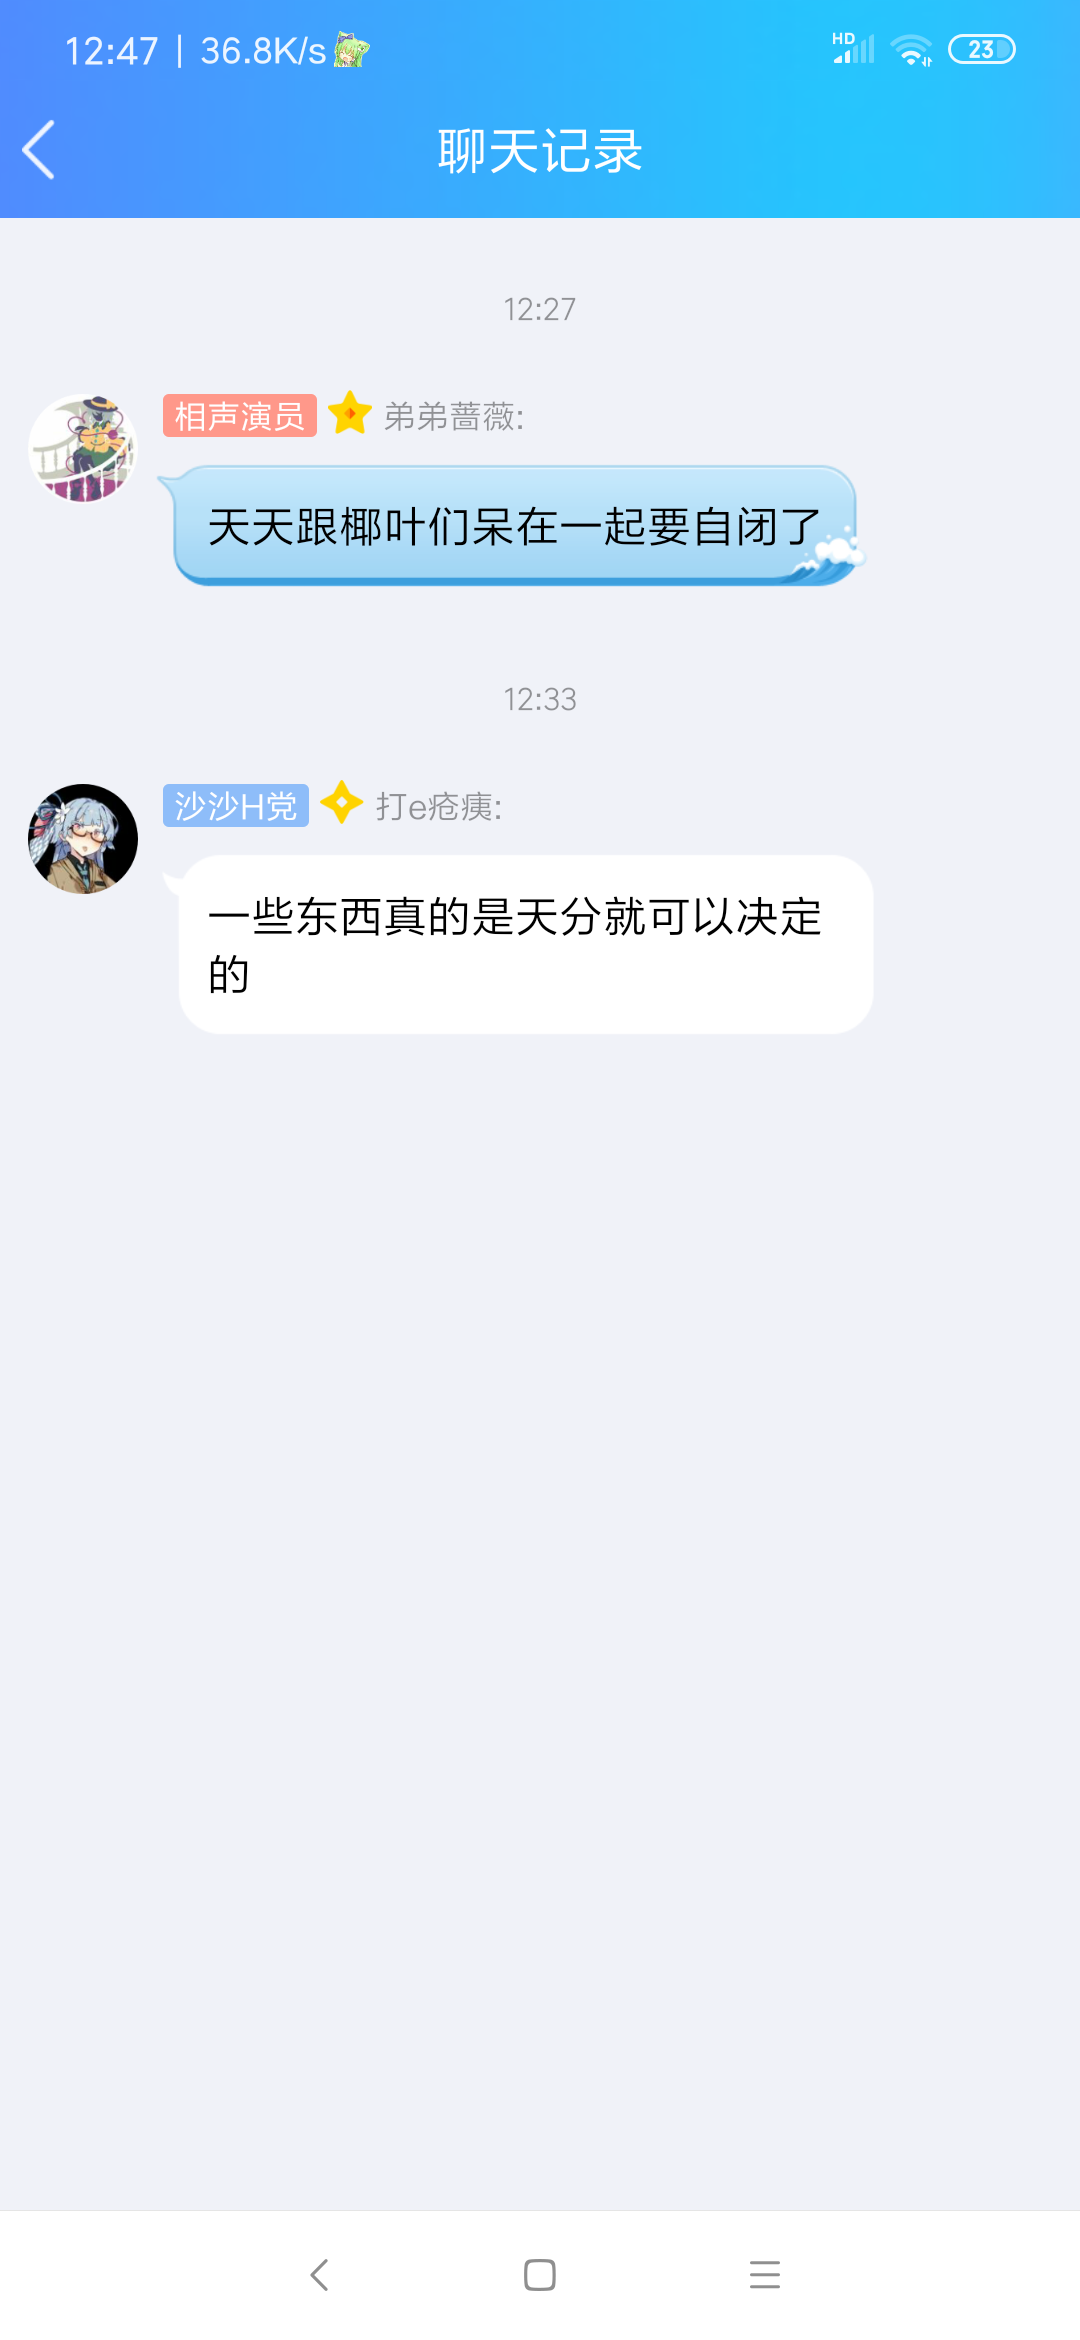 12:47 | 36.8K/s
HD
23
聊天记录
12:27
相声演员 弟弟蔷薇:
天天跟椰叶们呆在一起要自闭了
12:33
沙沙H党 打e疮痍:
一些东西真的是天分就可以决定
的